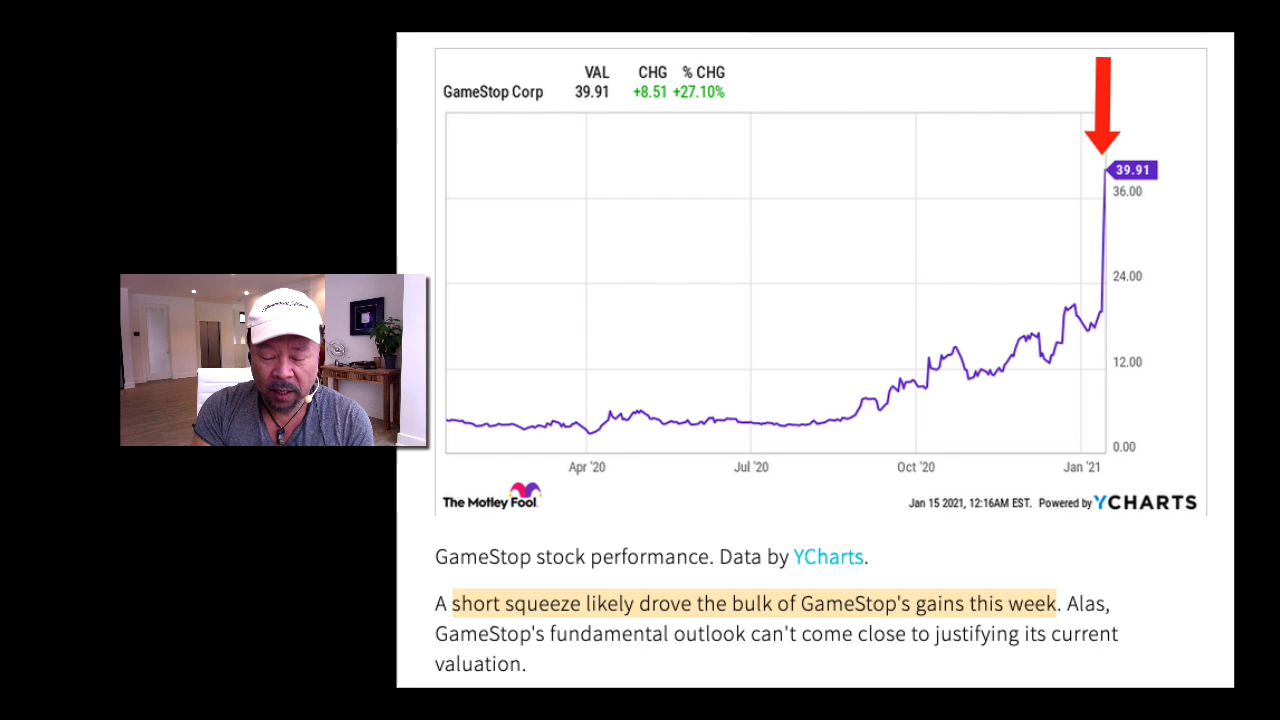 VAL CHG % CHG
GameStop Corp 39.91 +8.51 +27.10%
39.91
36.00
24.00
12.00
0.00
Apr '20 Jul '20 Oct '20 Jan '21
The Motley Fool Jan 15 2021, 12:16AM EST. Powered by YCHARTS
GameStop stock performance. Data by YCharts.
A short squeeze likely drove the bulk of GameStop's gains this week. Alas,
GameStop's fundamental outlook can't come close to justifying its current
valuation.